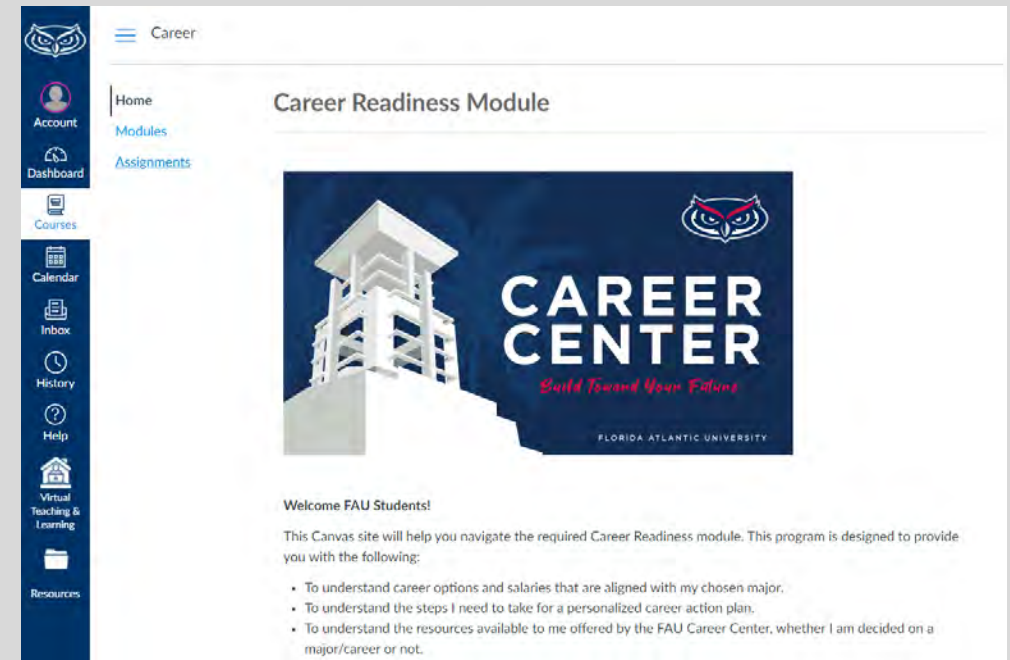 Career
Account
Dashboard
Courses
Calendar
Inbox
History
Help
Virtual
Teaching &
Learning
Resources
Home
Modules
Assignments
Career Readiness Module
CAREER
CENTER
Build Toward Your Future
FLORIDA ATLANTIC UNIVERSITY
Welcome FAU Students!
This Canvas site will help you navigate the required Career Readiness module. This program is designed to provide
you with the following:
• To understand career options and salaries that are aligned with my chosen major.
• To understand the steps I need to take for a personalized career action plan.
• To understand the resources available to me offered by the FAU Career Center, whether I am decided on a
major/career or not.